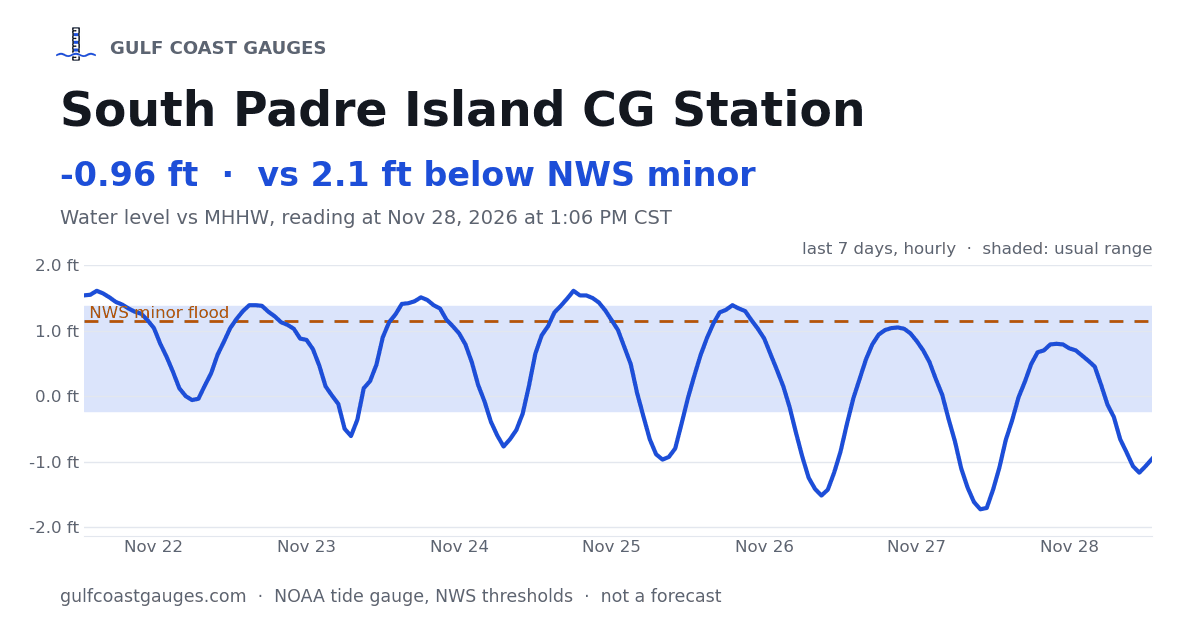 GULF COAST GAUGES
South Padre Island CG Station
-0.96 ft · vs 2.1 ft below NWS minor
Water level vs MHHW, reading at Nov 28, 2026 at 1:06 PM CST
last 7 days, hourly · shaded: usual range
2.0 ft
NWS minor flood
1.0 ft
0.0 ft
-1.0 ft
-2.0 ft
Nov 22 Nov 23 Nov 24 Nov 25 Nov 26 Nov 27 Nov 28
gulfcoastgauges.com · NOAA tide gauge, NWS thresholds · not a forecast